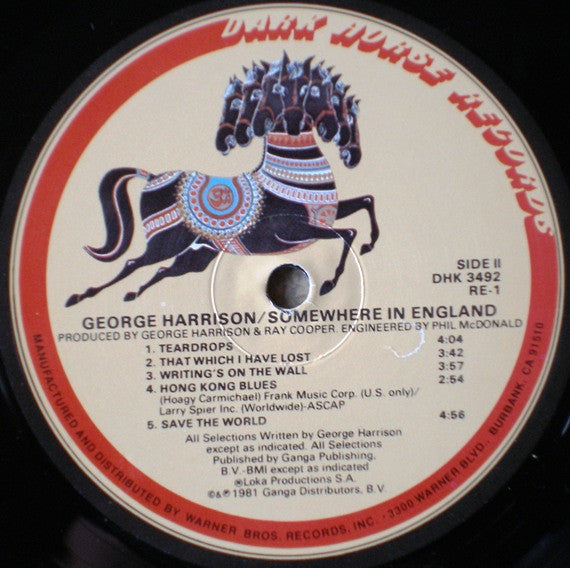 DARK HORSE RECORDS
SIDE II
DHK 3492
RE-1
GEORGE HARRISON/SOMEWHERE IN ENGLAND
PRODUCED BY GEORGE HARRISON & RAY COOPER. ENGINEERED BY PHIL McDONALD
1. TEARDROPS 4:04
2. THAT WHICH I HAVE LOST 3:42
3. WRITING'S ON THE WALL 3:57
4. HONG KONG BLUES 2:54
(Hoagy Carmichael) Frank Music Corp. (U.S. only)/
Larry Spier Inc. (Worldwide)-ASCAP
5. SAVE THE WORLD 4:56
All Selections Written by George Harrison
except as indicated. All Selections
Published by Ganga Publishing,
B.V.-BMI except as indicated
℗Loka Productions S.A.
©&℗1981 Ganga Distributors, B.V.
MANUFACTURED AND DISTRIBUTED BY WARNER BROS. RECORDS, INC. • 3300 WARNER BLVD., BURBANK, CA 91510